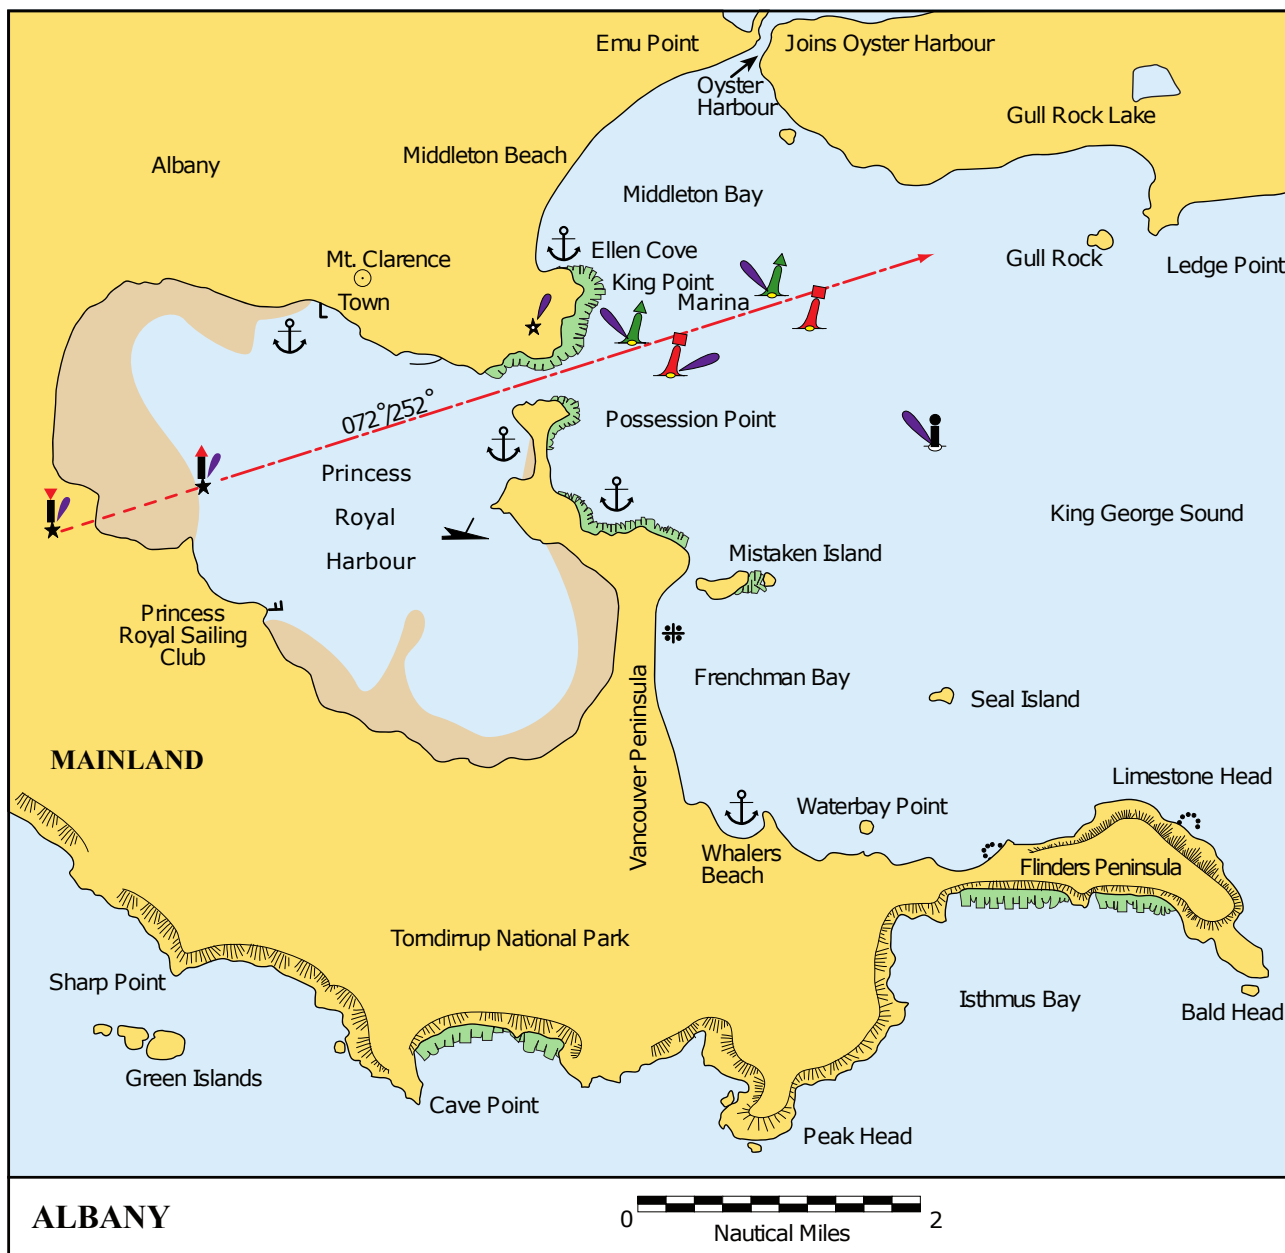 Emu Point
Joins Oyster Harbour
Oyster
Harbour
Gull Rock Lake
Albany
Middleton Beach
Middleton Bay
Ellen Cove
Mt. Clarence
Gull Rock
Ledge Point
King Point
Town
Marina
072°/252°
Possession Point
Princess
Royal
Harbour
King George Sound
Mistaken Island
Princess
Royal Sailing
Club
Frenchman Bay
Seal Island
Vancouver Peninsula
MAINLAND
Limestone Head
Waterbay Point
Whalers
Beach
Flinders Peninsula
Torndirrup National Park
Sharp Point
Isthmus Bay
Bald Head
Green Islands
Cave Point
Peak Head
ALBANY
0 2
Nautical Miles